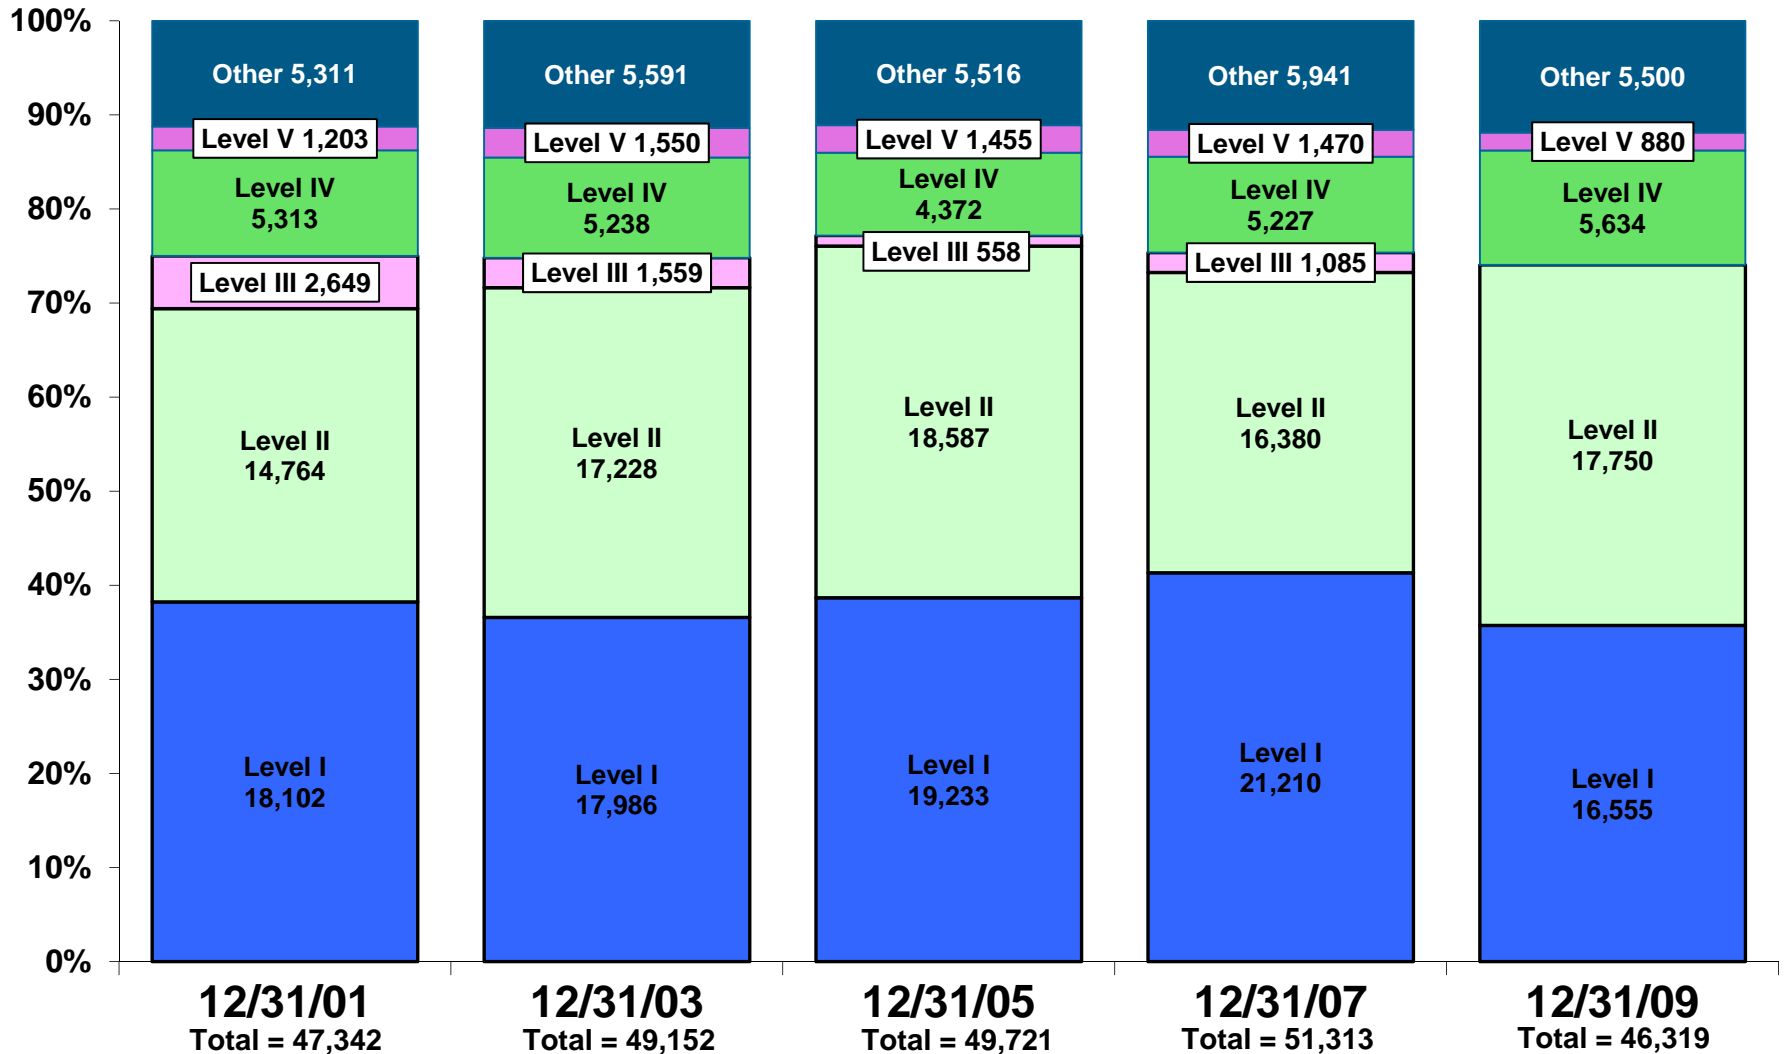 100%
90%
80%
70%
60%
50%
40%
30%
20%
10%
0%
Other 5,311
Level V 1,203
Level IV
5,313
Level III 2,649
Level II
14,764
Level I
18,102
12/31/01
Total = 47,342
Other 5,591
Level V 1,550
Level IV
5,238
Level III 1,559
Level II
17,228
Level I
17,986
12/31/03
Total = 49,152
Other 5,516
Level V 1,455
Level IV
4,372
Level III 558
Level II
18,587
Level I
19,233
12/31/05
Total = 49,721
Other 5,941
Level V 1,470
Level IV
5,227
Level III 1,085
Level II
16,380
Level I
21,210
12/31/07
Total = 51,313
Other 5,500
Level V 880
Level IV
5,634
Level II
17,750
Level I
16,555
12/31/09
Total = 46,319